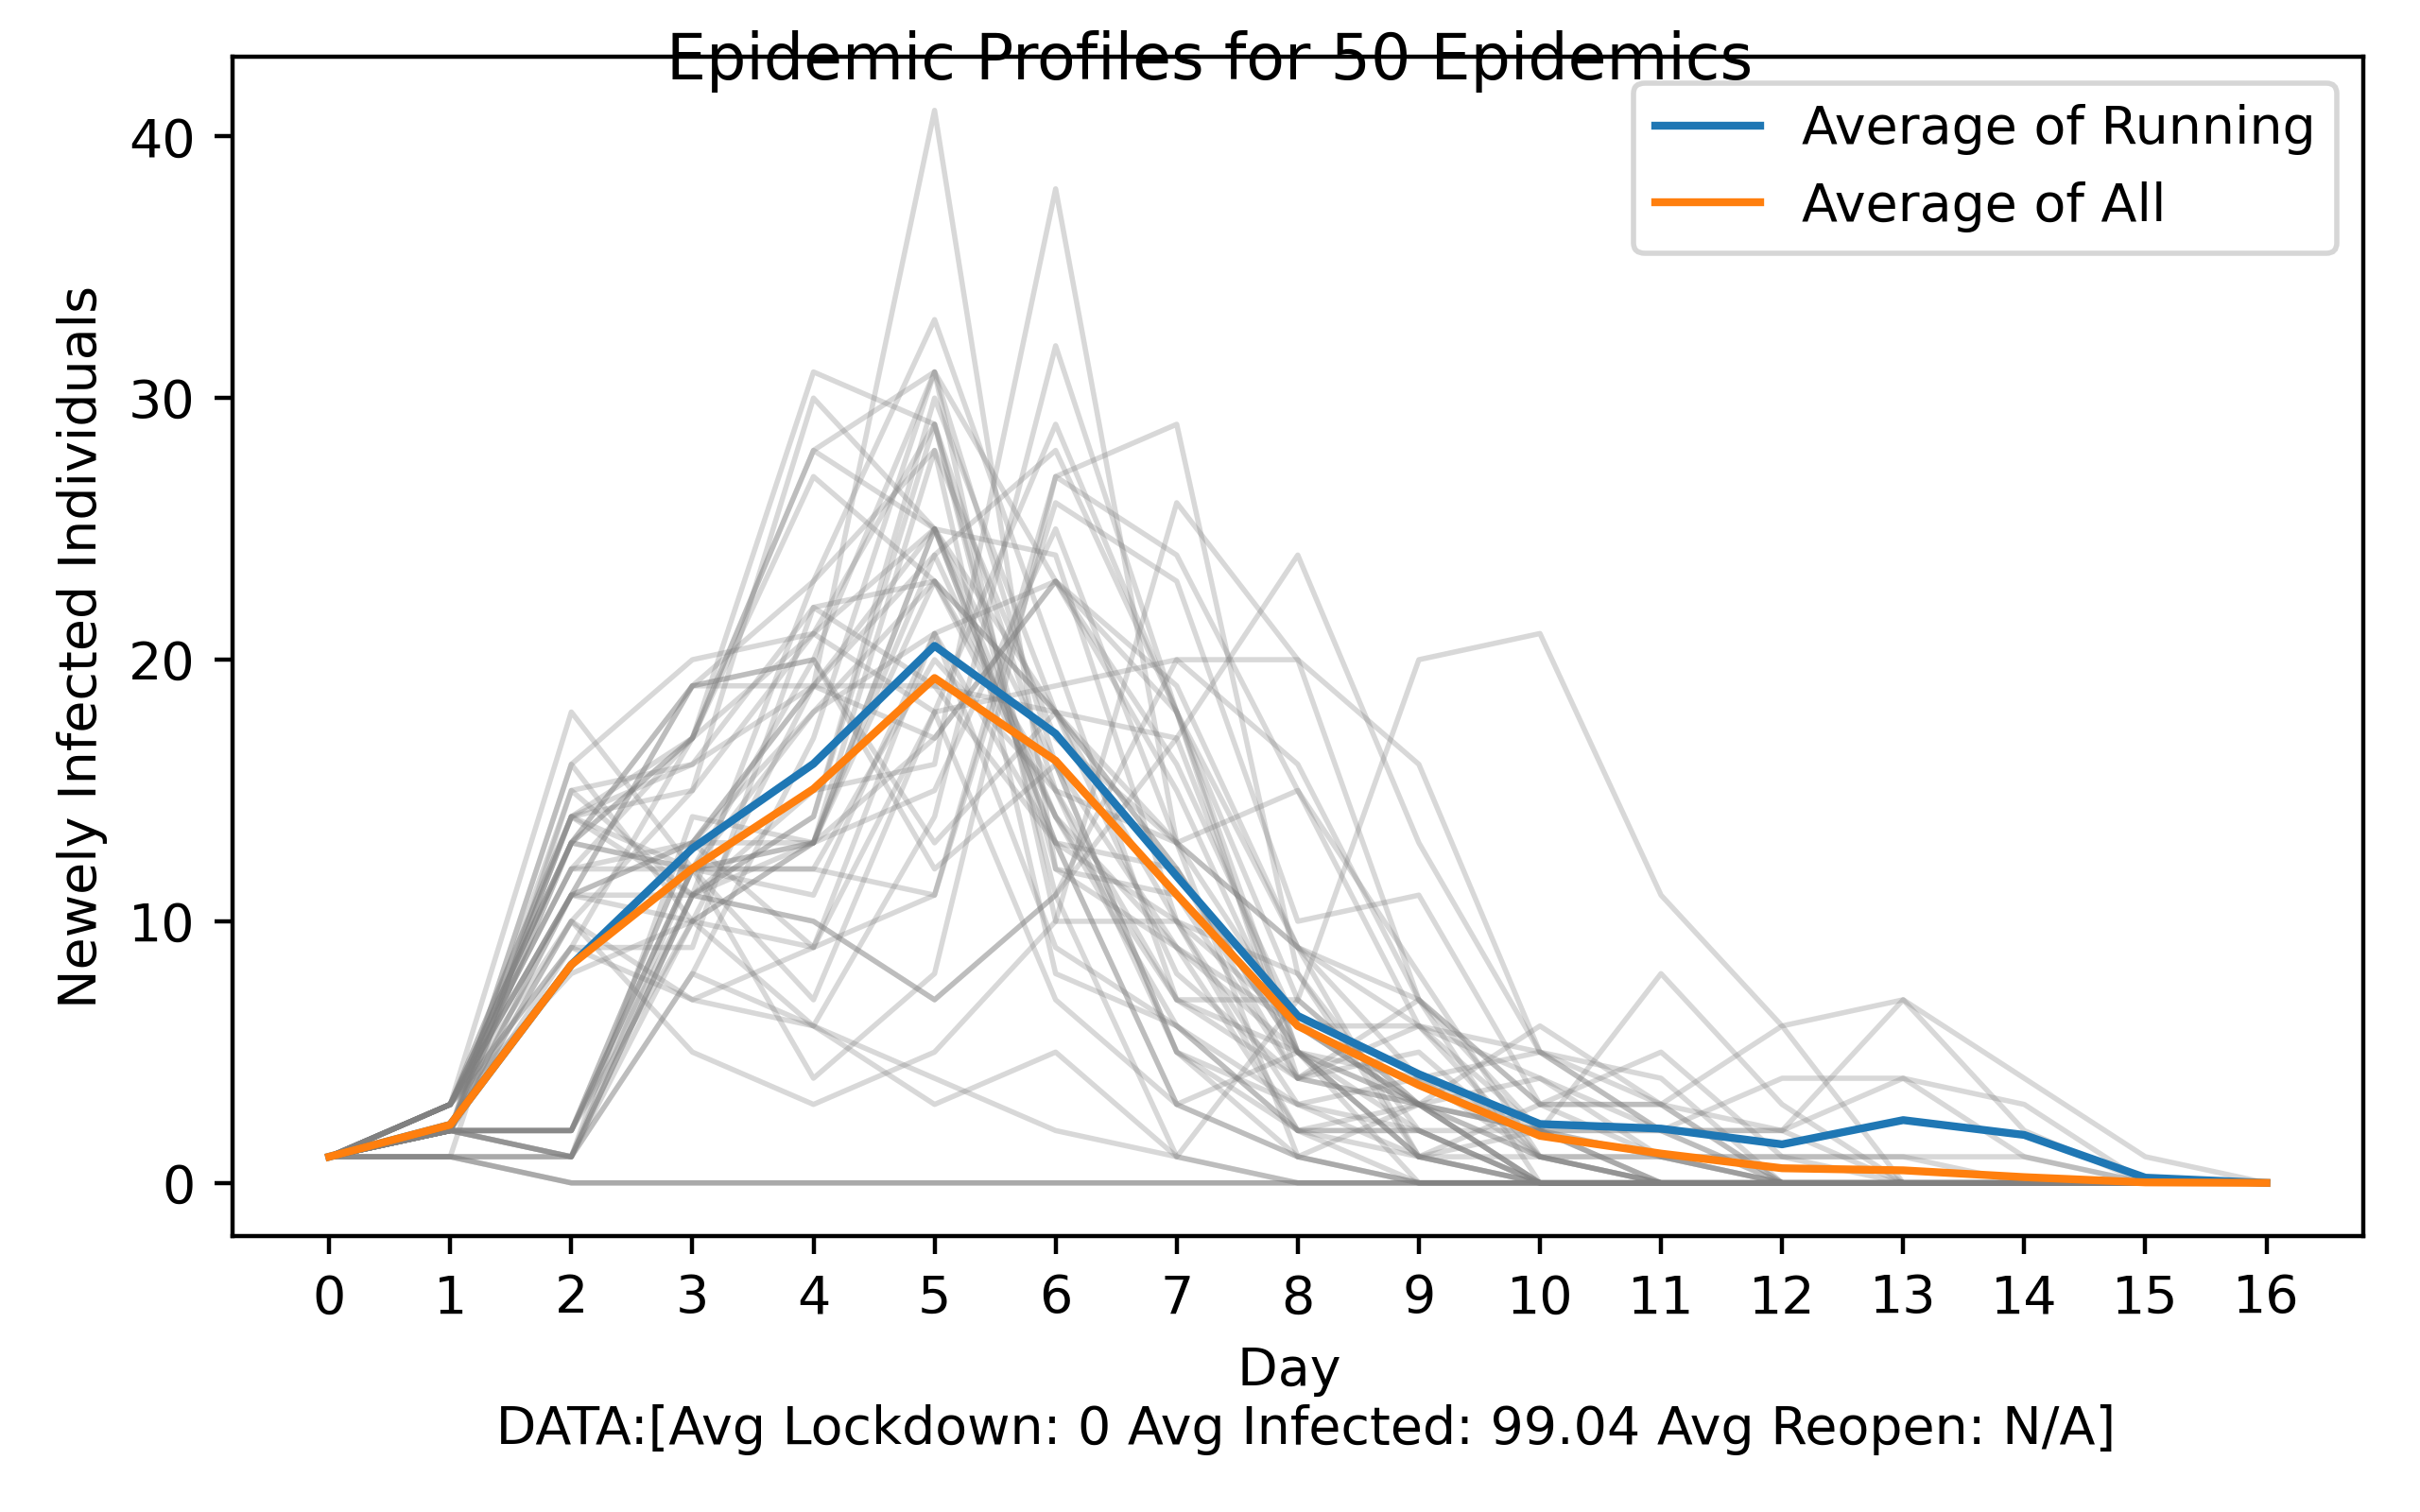 Epidemic Profiles for 50 Epidemics
Average of Running
Average of All
Newely Infected Individuals
40
30
20
10
0
0 1 2 3 4 5 6 7 8 9 10 11 12 13 14 15 16
Day
DATA:[Avg Lockdown: 0 Avg Infected: 99.04 Avg Reopen: N/A]